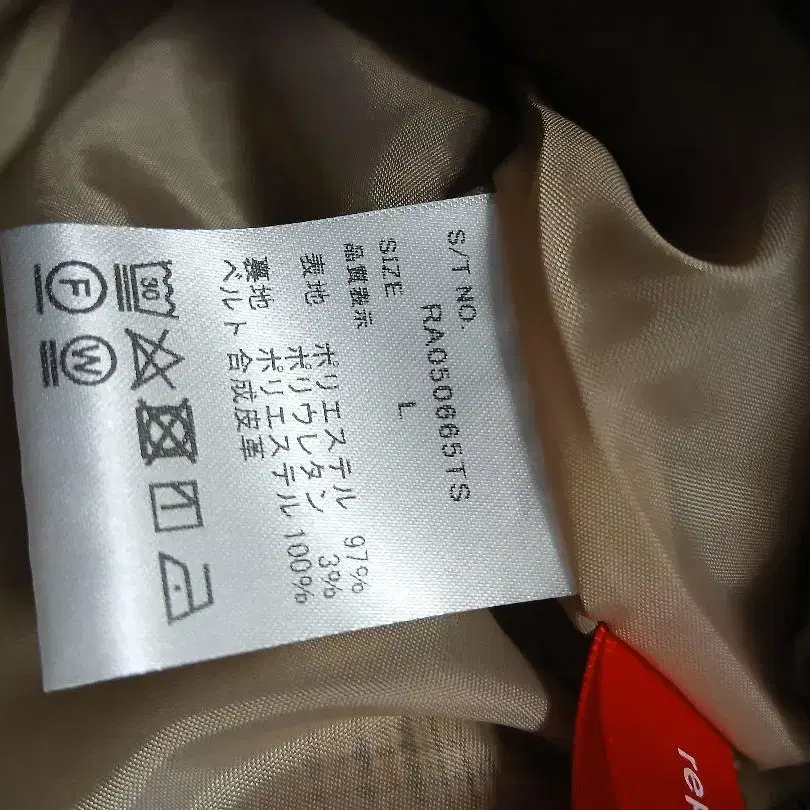 S/T NO.
RA050665TS
SIZE
L
品質表示
表地 ポリエステル 97%
ポリウレタン 3%
裏地 ポリエステル 100%
ベルト 合成皮革
30
F W